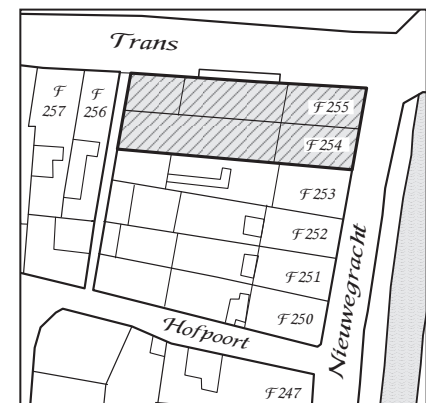 Trans
F
257
F
256
F 255
F 254
F 253
F 252
F 251
F 250
Nieuwegracht
Hofpoort
F 247